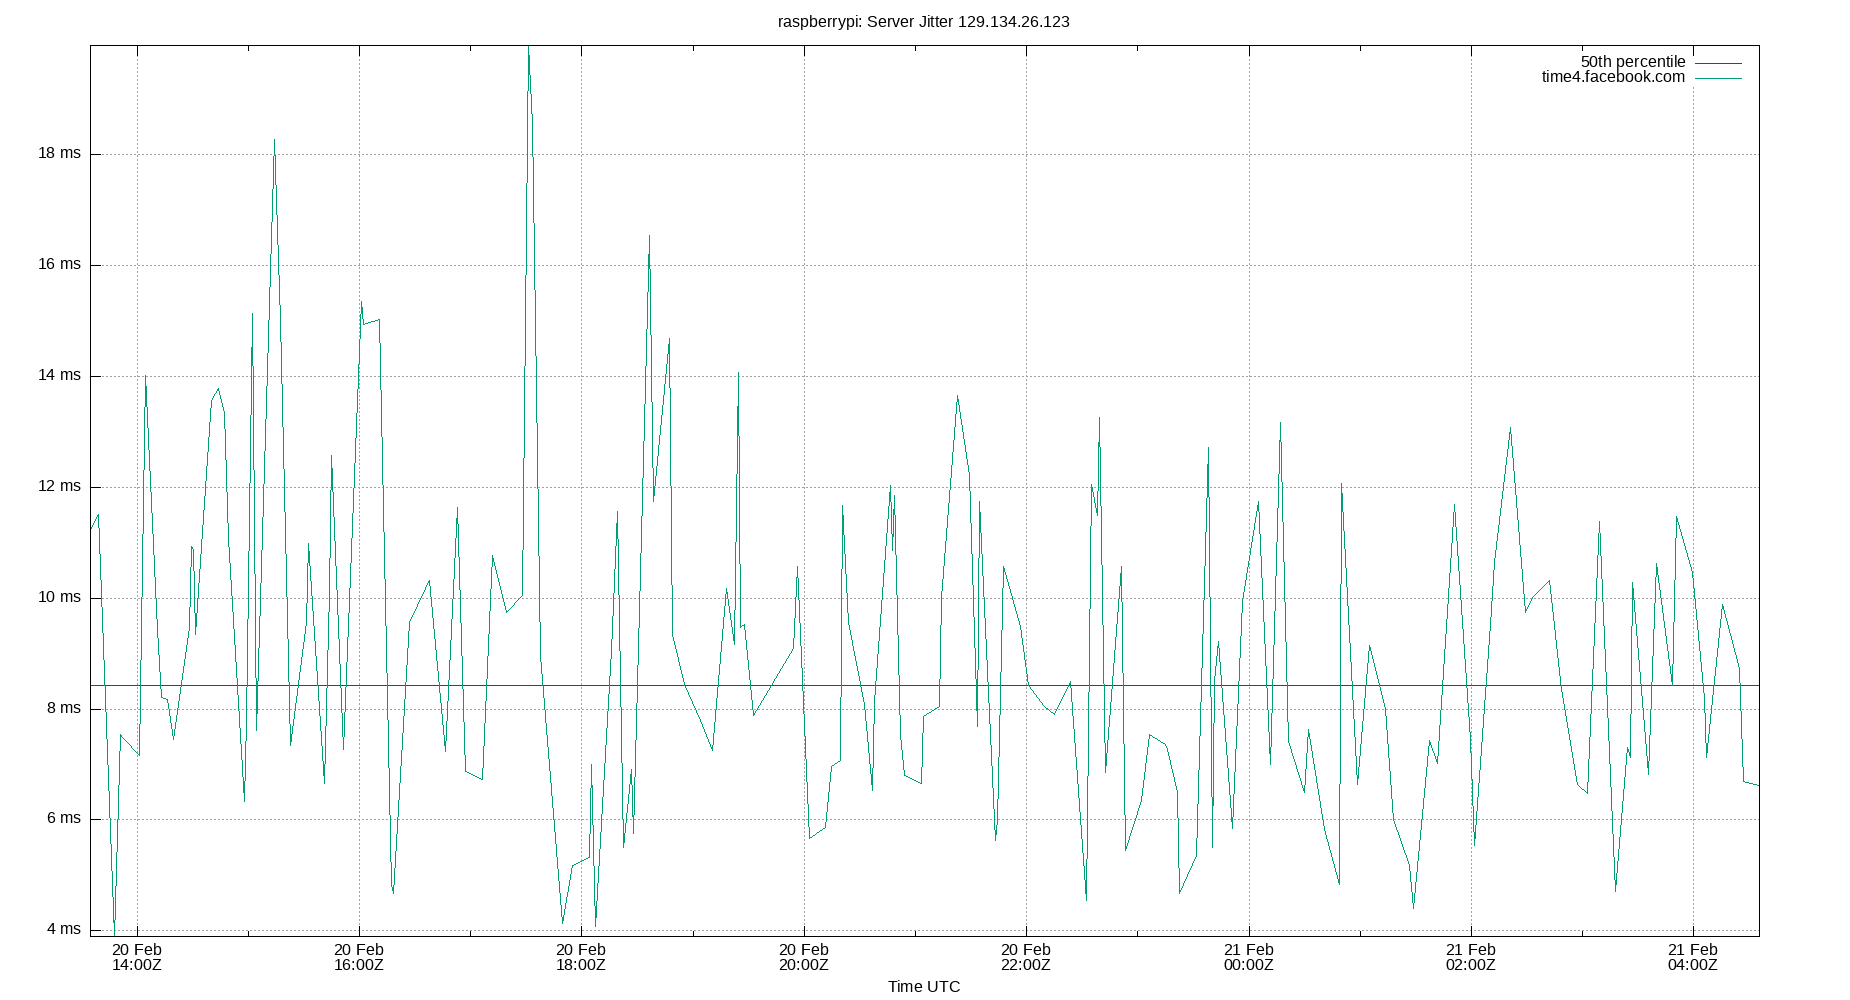 raspberrypi: Server Jitter 129.134.26.123
50th percentile
time4.facebook.com
18 ms
16 ms
14 ms
12 ms
10 ms
8 ms
6 ms
4 ms
20 Feb 20 Feb 20 Feb 20 Feb 20 Feb 21 Feb 21 Feb 21 Feb
14:00Z 16:00Z 18:00Z 20:00Z 22:00Z 00:00Z 02:00Z 04:00Z
Time UTC